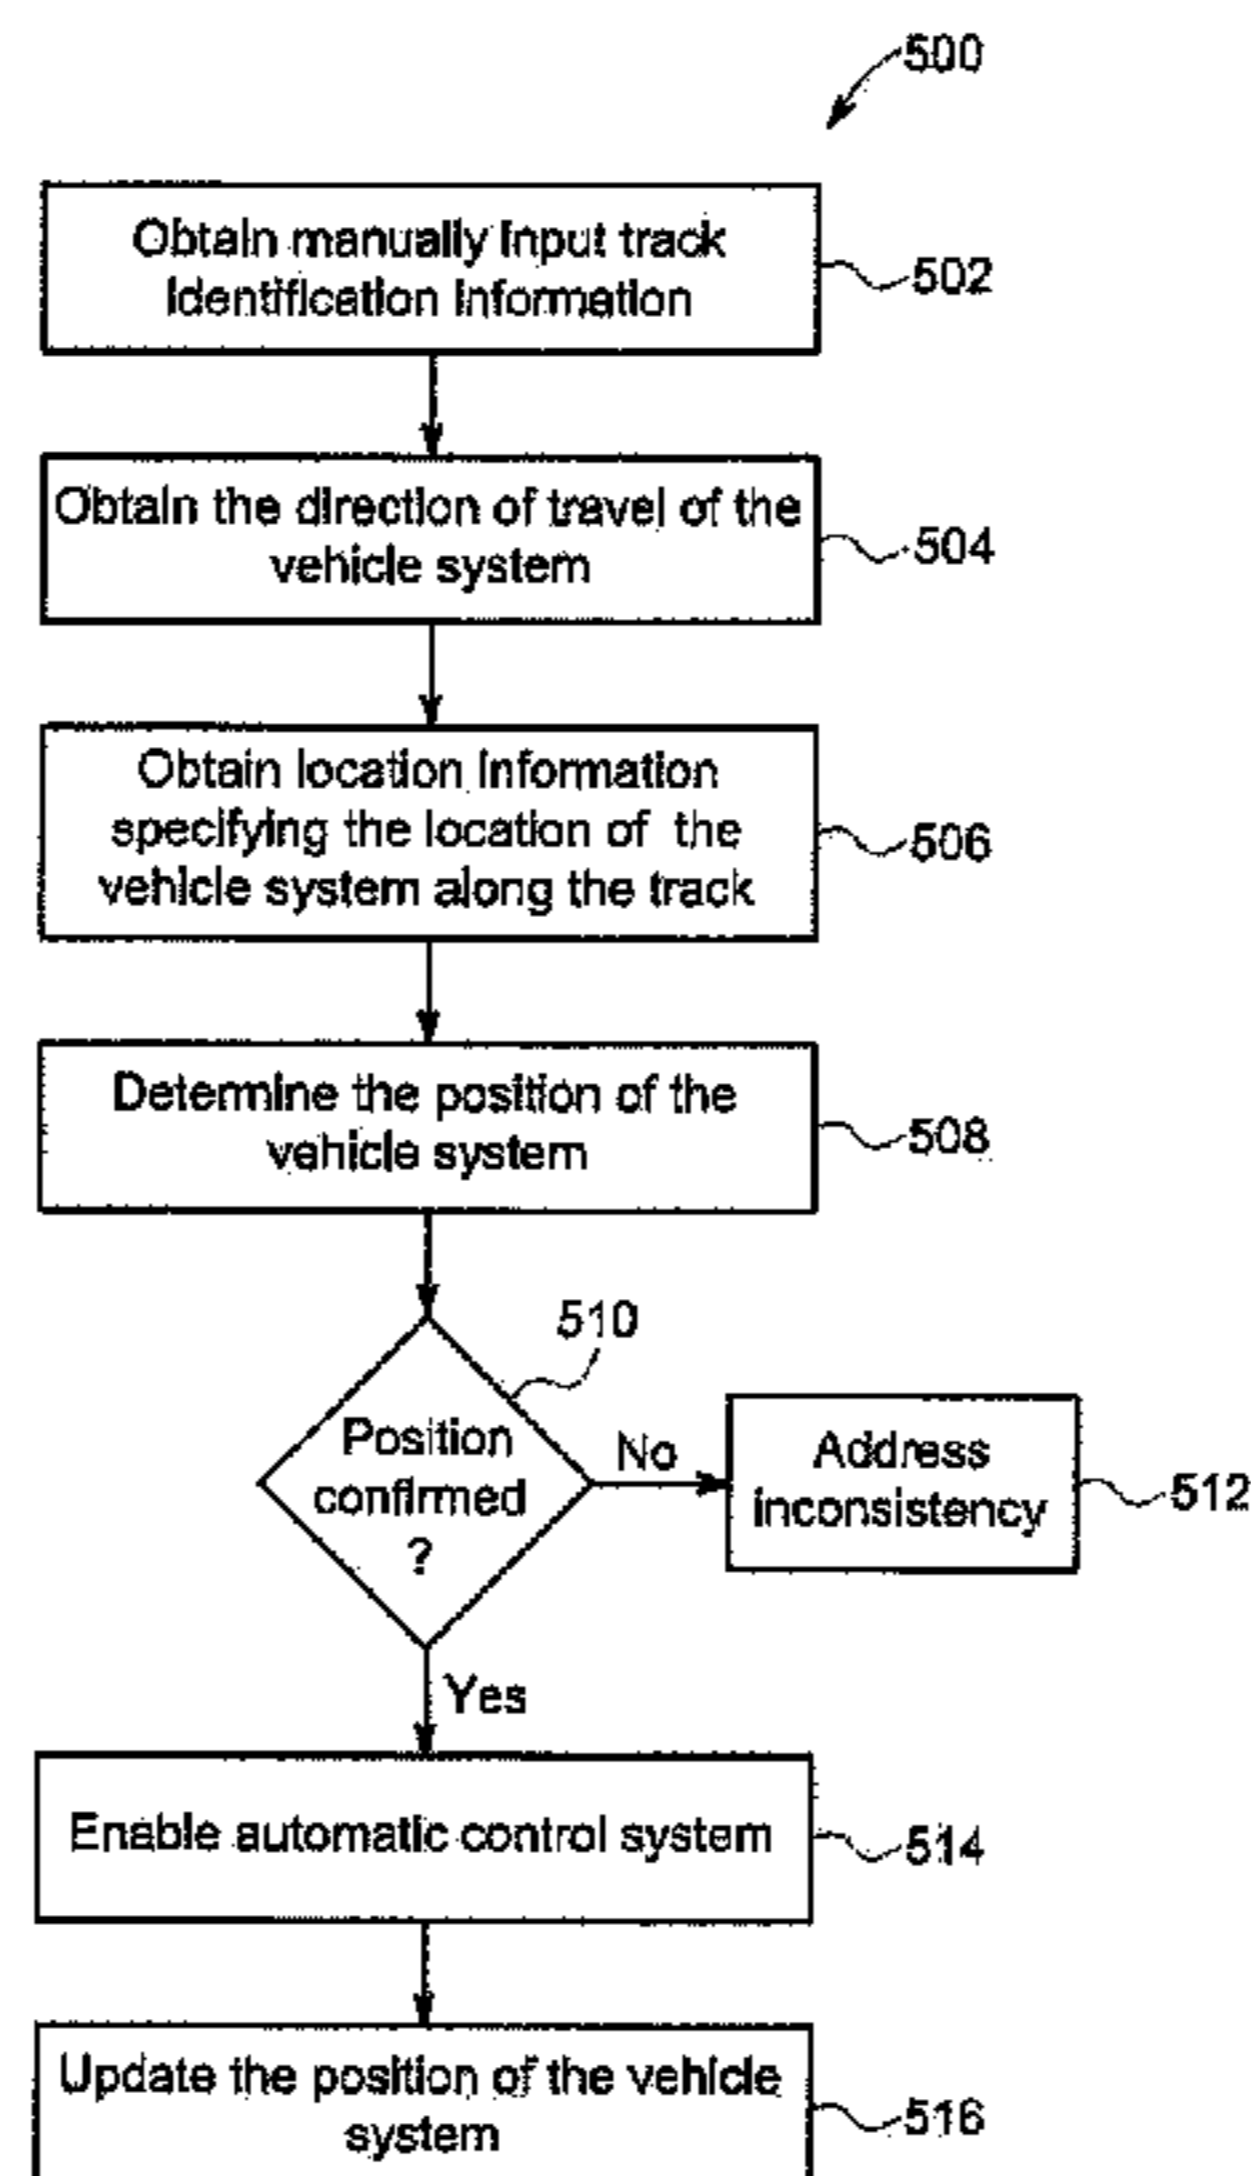 500
Obtain manually input track
identification information
502
Obtain the direction of travel of the
vehicle system
504
Obtain location information
specifying the location of the
vehicle system along the track
506
Determine the position of the
vehicle system
508
510
Position
confirmed
?
No
Address
inconsistency
512
Yes
Enable automatic control system
514
Update the position of the vehicle
system
516